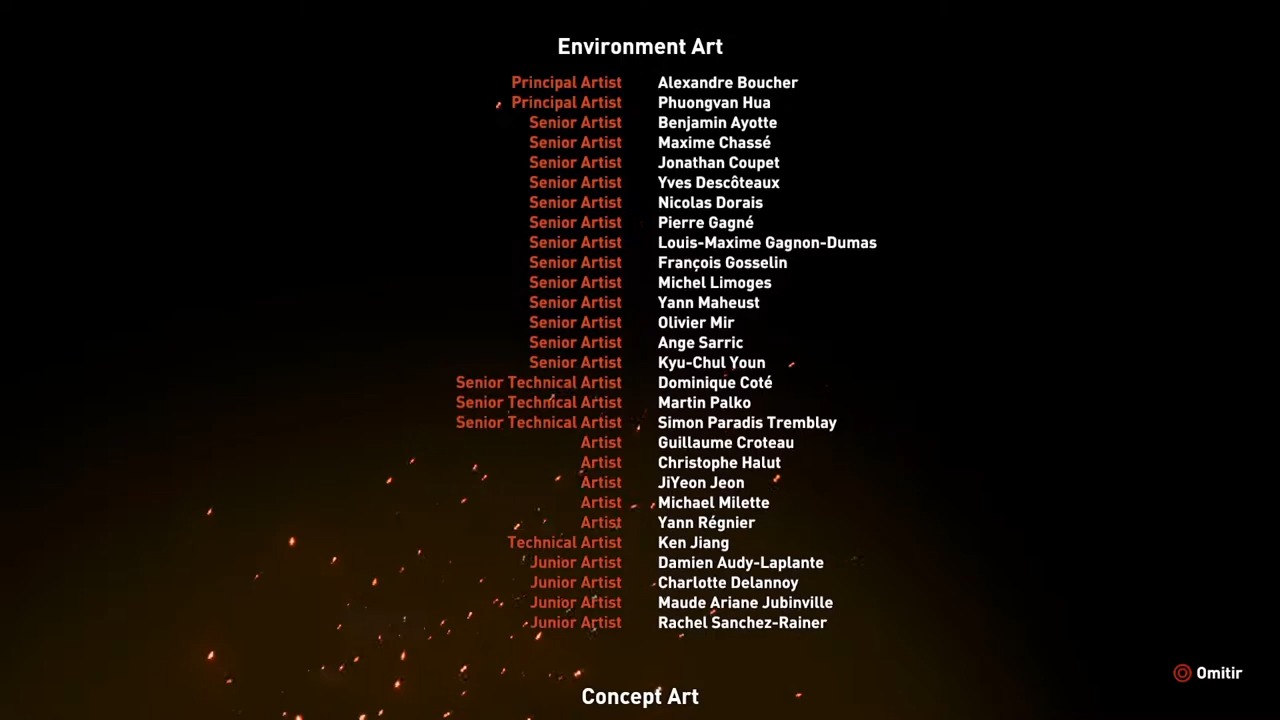 Environment Art
Principal Artist Alexandre Boucher
Principal Artist Phuongvan Hua
Senior Artist Benjamin Ayotte
Senior Artist Maxime Chassé
Senior Artist Jonathan Coupet
Senior Artist Yves Descôteaux
Senior Artist Nicolas Dorais
Senior Artist Pierre Gagné
Senior Artist Louis-Maxime Gagnon-Dumas
Senior Artist François Gosselin
Senior Artist Michel Limoges
Senior Artist Yann Maheust
Senior Artist Olivier Mir
Senior Artist Ange Sarric
Senior Artist Kyu-Chul Youn
Senior Technical Artist Dominique Coté
Senior Technical Artist Martin Palko
Senior Technical Artist Simon Paradis Tremblay
Artist Guillaume Croteau
Artist Christophe Halut
Artist JiYeon Jeon
Artist Michael Milette
Artist Yann Régnier
Technical Artist Ken Jiang
Junior Artist Damien Audy-Laplante
Junior Artist Charlotte Delannoy
Junior Artist Maude Ariane Jubinville
Junior Artist Rachel Sanchez-Rainer
Omitir
Concept Art